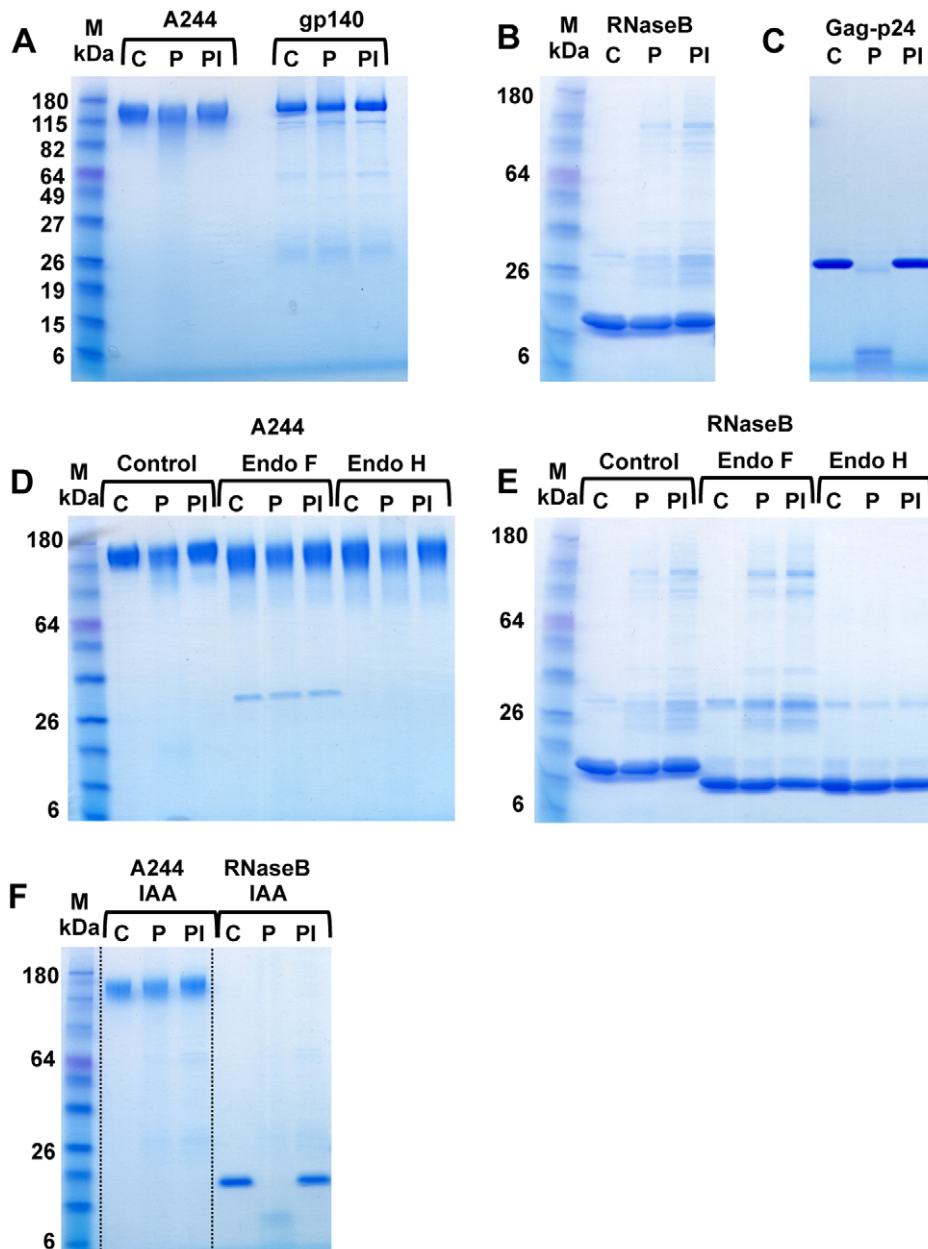 A
M
kDa
A244
gp140
C P PI
C P PI
180
115
82
64
49
27
26
19
15
6
B
M
kDa
RNaseB
C P PI
180
64
26
6
C
Gag-p24
C P PI
D
A244
M
kDa
Control Endo F Endo H
C P PI C P PI C P PI
180
64
26
6
E
RNaseB
M
kDa
Control Endo F Endo H
C P PI C P PI C P PI
180
64
26
6
F
M
kDa
A244
IAA
RNaseB
IAA
C P PI C P PI
180
64
26
6